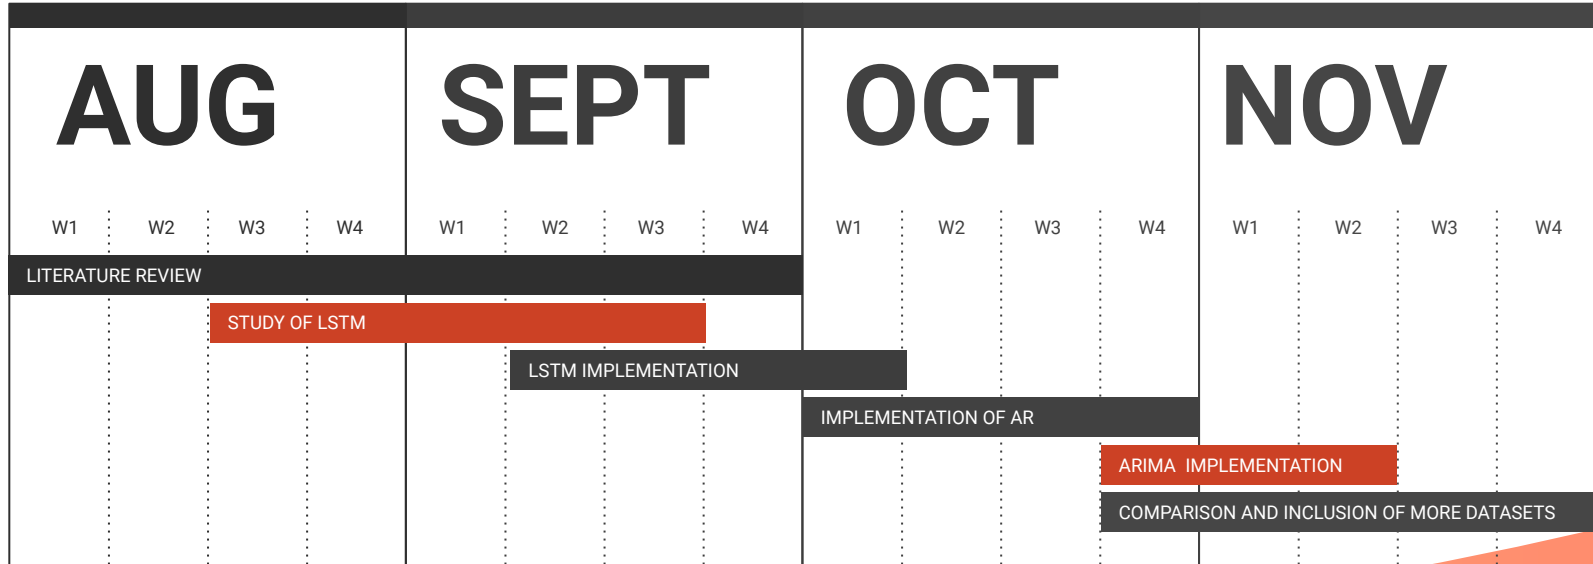 AUG SEPT OCT NOV
W1 W2 W3 W4 W1 W2 W3 W4 W1 W2 W3 W4 W1 W2 W3 W4
LITERATURE REVIEW
STUDY OF LSTM
LSTM IMPLEMENTATION
IMPLEMENTATION OF AR
ARIMA  IMPLEMENTATION
COMPARISON AND INCLUSION OF MORE DATASETS